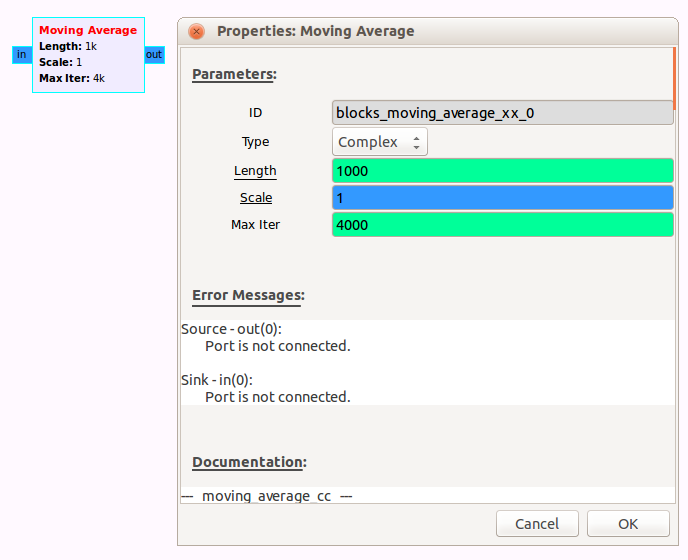 Moving Average
Length: 1k
in
Scale: 1
out
Max Iter: 4k
Properties: Moving Average
Parameters:
ID blocks_moving_average_xx_0
Type Complex
Length 1000
Scale 1
Max Iter 4000
Error Messages:
Source - out(0):
Port is not connected.
Sink - in(0):
Port is not connected.
Documentation:
--- moving_average_cc ---
Cancel OK